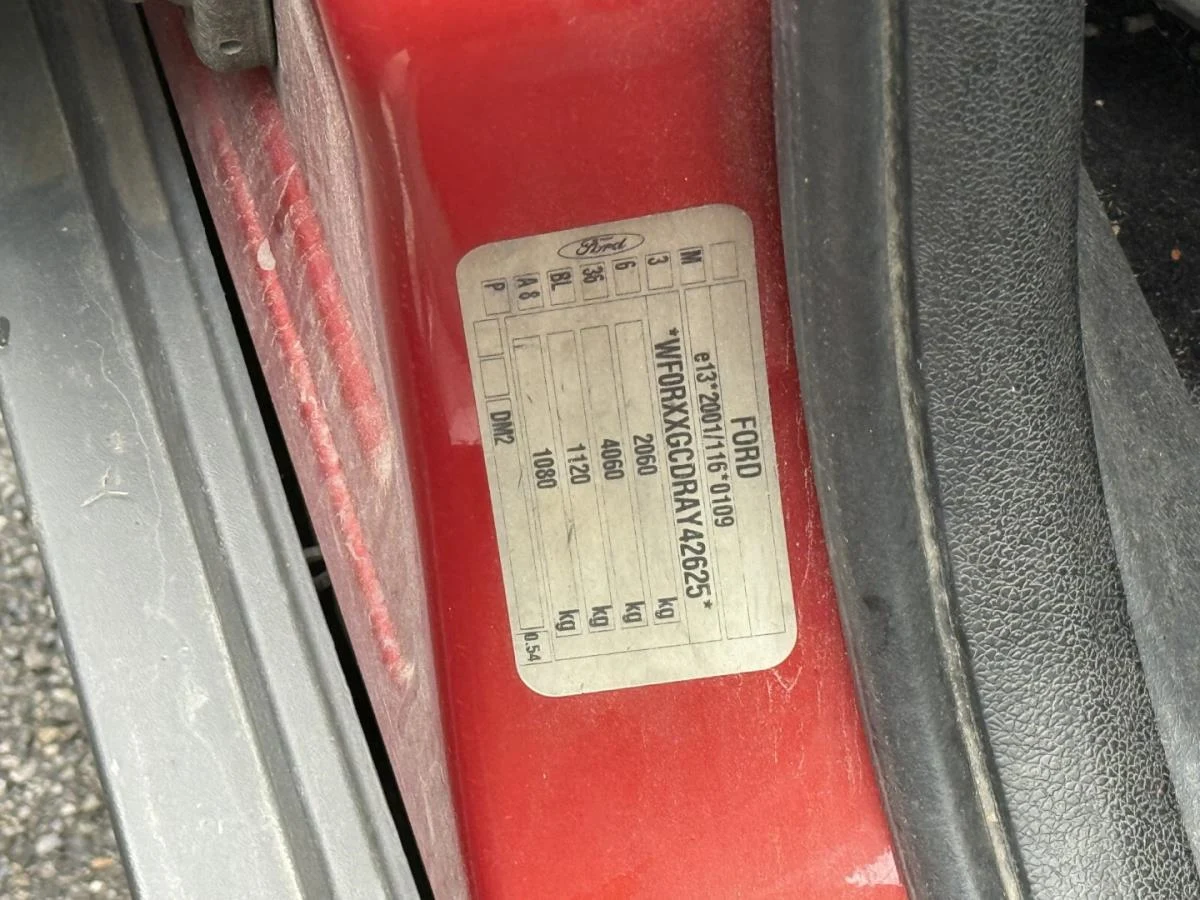 Ford
FORD
e13*2001/116*0109
*WF0RXXGCDRAY42625*
M
3
6
36
BL
A 8
P
2060 kg
4060 kg
1120 kg
1080 kg
DM2
0.54